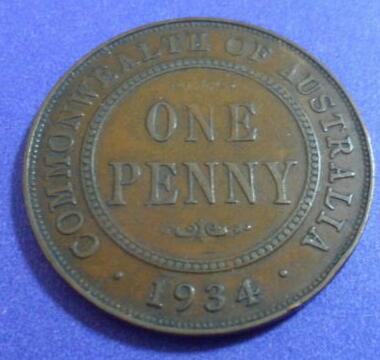 COMMONWEALTH OF AUSTRALIA
ONE
PENNY
· 1934 ·